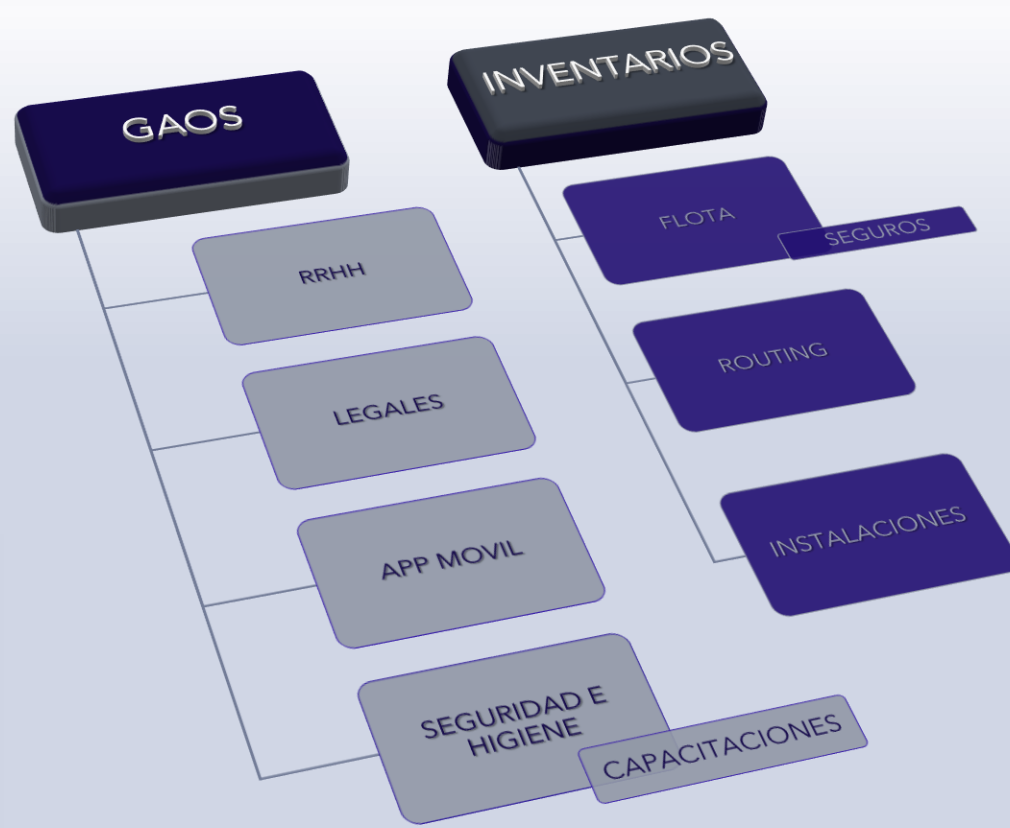 GAOS
RRHH
LEGALES
APP MOVIL
SEGURIDAD E
HIGIENE
CAPACITACIONES
INVENTARIOS
FLOTA
SEGUROS
ROUTING
INSTALACIONES